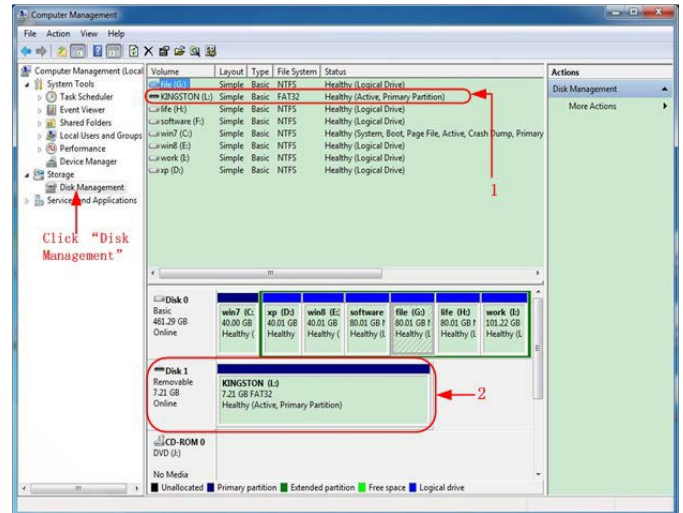 Computer Management
File Action View Help
Computer Management (Local
System Tools
Task Scheduler
Event Viewer
Shared Folders
Local Users and Groups
Performance
Device Manager
Storage
Disk Management
Services and Applications
Click “Disk
Management”
Volume Layout Type File System Status
file (G:) Simple Basic NTFS Healthy (Logical Drive)
KINGSTON (L:) Simple Basic FAT32 Healthy (Active, Primary Partition)
life (H:) Simple Basic NTFS Healthy (Logical Drive)
software (F:) Simple Basic NTFS Healthy (Logical Drive)
win7 (C:) Simple Basic NTFS Healthy (System, Boot, Page File, Active, Crash Dump, Primary
win8 (E:) Simple Basic NTFS Healthy (Logical Drive)
work (I:) Simple Basic NTFS Healthy (Logical Drive)
xp (D:) Simple Basic NTFS Healthy (Logical Drive)
1
Disk 0
Basic
461.29 GB
Online
win7 (C:
40.00 GB
Healthy (
xp (D:)
40.01 GB
Healthy
win8 (E:
40.01 GB
Healthy (
software
80.01 GB
Healthy (L
file (G:)
80.01 GB
Healthy (L
life (H:)
80.01 GB
Healthy (L
work (I:)
101.22 GB
Healthy (L
Disk 1
Removable
7.21 GB
Online
KINGSTON (L:)
7.21 GB FAT32
Healthy (Active, Primary Partition)
2
CD-ROM 0
DVD (J:)
No Media
Unallocated Primary partition Extended partition Free space Logical drive
Actions
Disk Management
More Actions